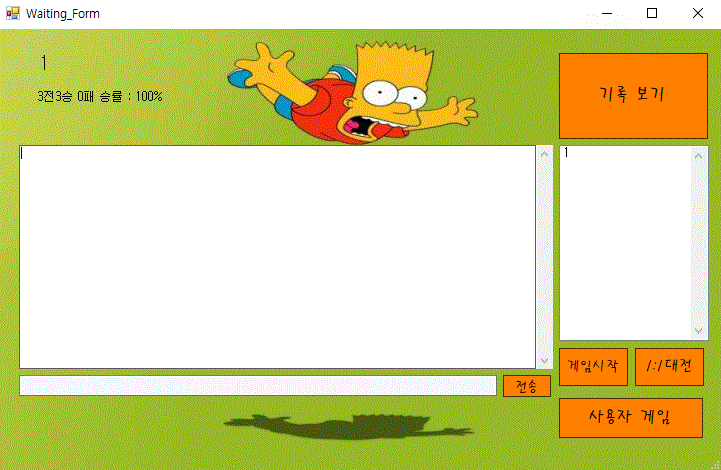 Waiting_Form
1
3전3승 0패 승률 : 100%
기록 보기
1
게임시작
1:1대전
전송
사용자 게임